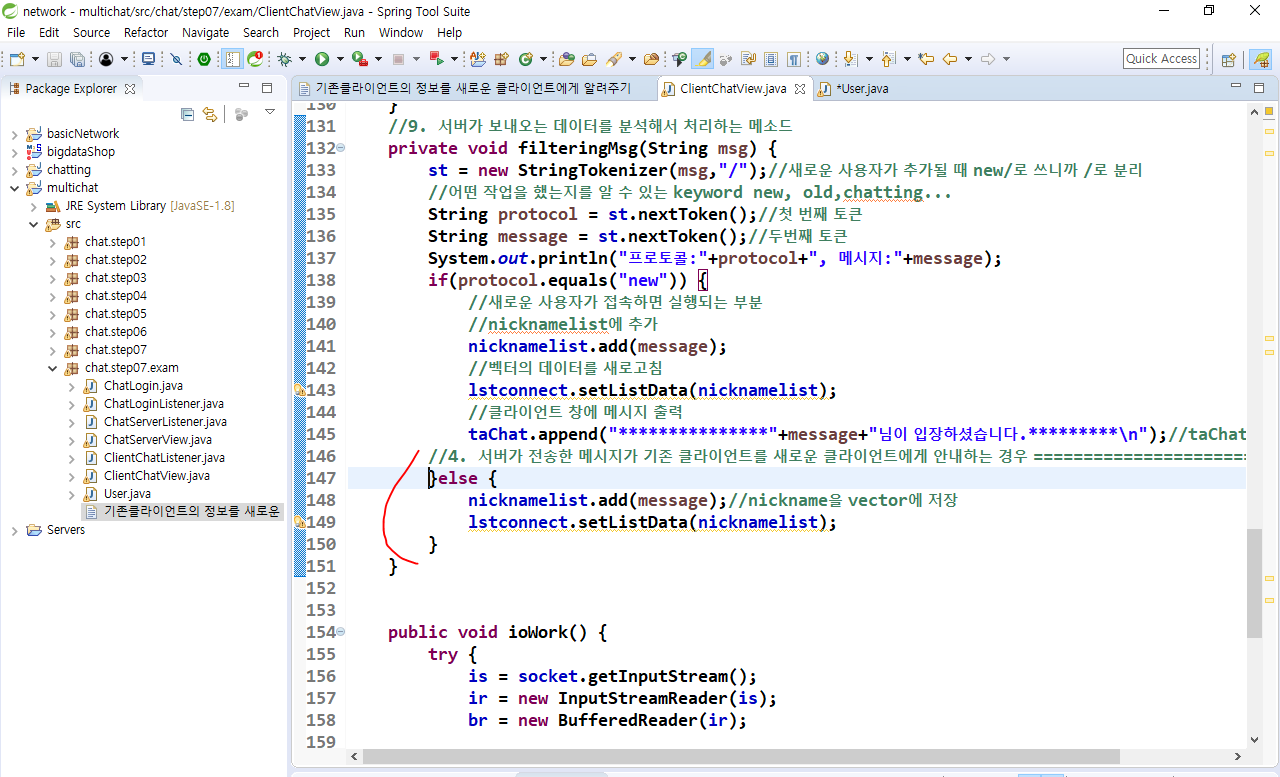 network - multichat/src/chat/step07/exam/ClientChatView.java - Spring Tool Suite
File Edit Source Refactor Navigate Search Project Run Window Help
Quick Access
Package Explorer
basicNetwork
bigdataShop
chatting
multichat
JRE System Library [JavaSE-1.8]
src
chat.step01
chat.step02
chat.step03
chat.step04
chat.step05
chat.step06
chat.step07
chat.step07.exam
ChatLogin.java
ChatLoginListener.java
ChatServerListener.java
ChatServerView.java
ClientChatListener.java
ClientChatView.java
User.java
기존클라이언트의 정보를 새로운
Servers
기존클라이언트의 정보를 새로운 클라이언트에게 알려주기 ClientChatView.java *User.java
130 }
131 //9. 서버가 보내오는 데이터를 분석해서 처리하는 메소드
132 private void filteringMsg(String msg) {
133 st = new StringTokenizer(msg,"/");//새로운 사용자가 추가될 때 new/로 쓰니까 /로 분리
134 //어떤 작업을 했는지를 알 수 있는 keyword new, old,chatting...
135 String protocol = st.nextToken();//첫 번째 토큰
136 String message = st.nextToken();//두번째 토큰
137 System.out.println("프로토콜:"+protocol+", 메시지:"+message);
138 if(protocol.equals("new")) {
139 //새로운 사용자가 접속하면 실행되는 부분
140 //nicknamelist에 추가
141 nicknamelist.add(message);
142 //벡터의 데이터를 새로고침
143 lstconnect.setListData(nicknamelist);
144 //클라이언트 창에 메시지 출력
145 taChat.append("***************"+message+"님이 입장하셨습니다.*********\n");//taChat
146 //4. 서버가 전송한 메시지가 기존 클라이언트를 새로운 클라이언트에게 안내하는 경우 ======================
147 }else {
148 nicknamelist.add(message);//nickname을 vector에 저장
149 lstconnect.setListData(nicknamelist);
150 }
151 }
152
153
154 public void ioWork() {
155 try {
156 is = socket.getInputStream();
157 ir = new InputStreamReader(is);
158 br = new BufferedReader(ir);
159